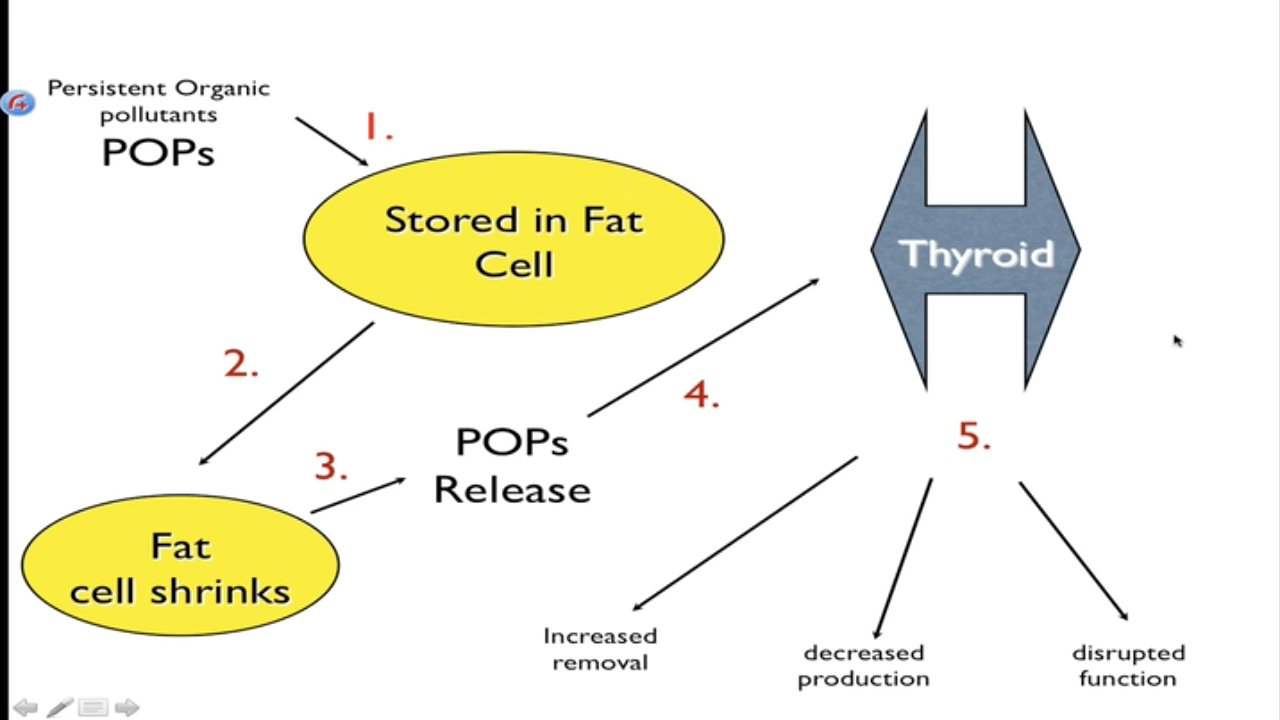 Persistent Organic
pollutants
POPs
1.
Stored in Fat
Cell
Thyroid
2.
3.
POPs
Release
4.
5.
Fat
cell shrinks
Increased
removal
decreased
production
disrupted
function